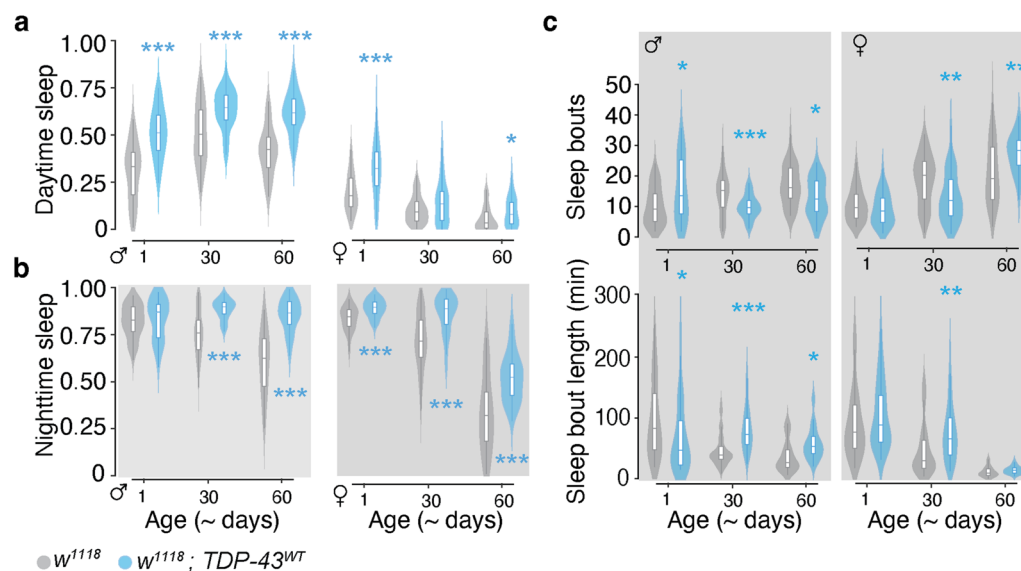 a
Daytime sleep
1.00
0.75
0.50
0.25
0
*** *** *** *** *
♂ 1 30 60
♀ 1 30 60
b
Nighttime sleep
1.00
0.75
0.50
0.25
0
*** *** *** *** ***
♂ 1 30 60
♀ 1 30 60
Age (~ days) Age (~ days)
w1118 w1118 ; TDP-43WT
c
♂ ♀
Sleep bouts
50
40
30
20
10
0
* *** * ** **
1 30 60
1 30 60
Sleep bout length (min)
300
200
100
0
* *** * **
1 30 60
1 30 60
Age (~ days) Age (~ days)